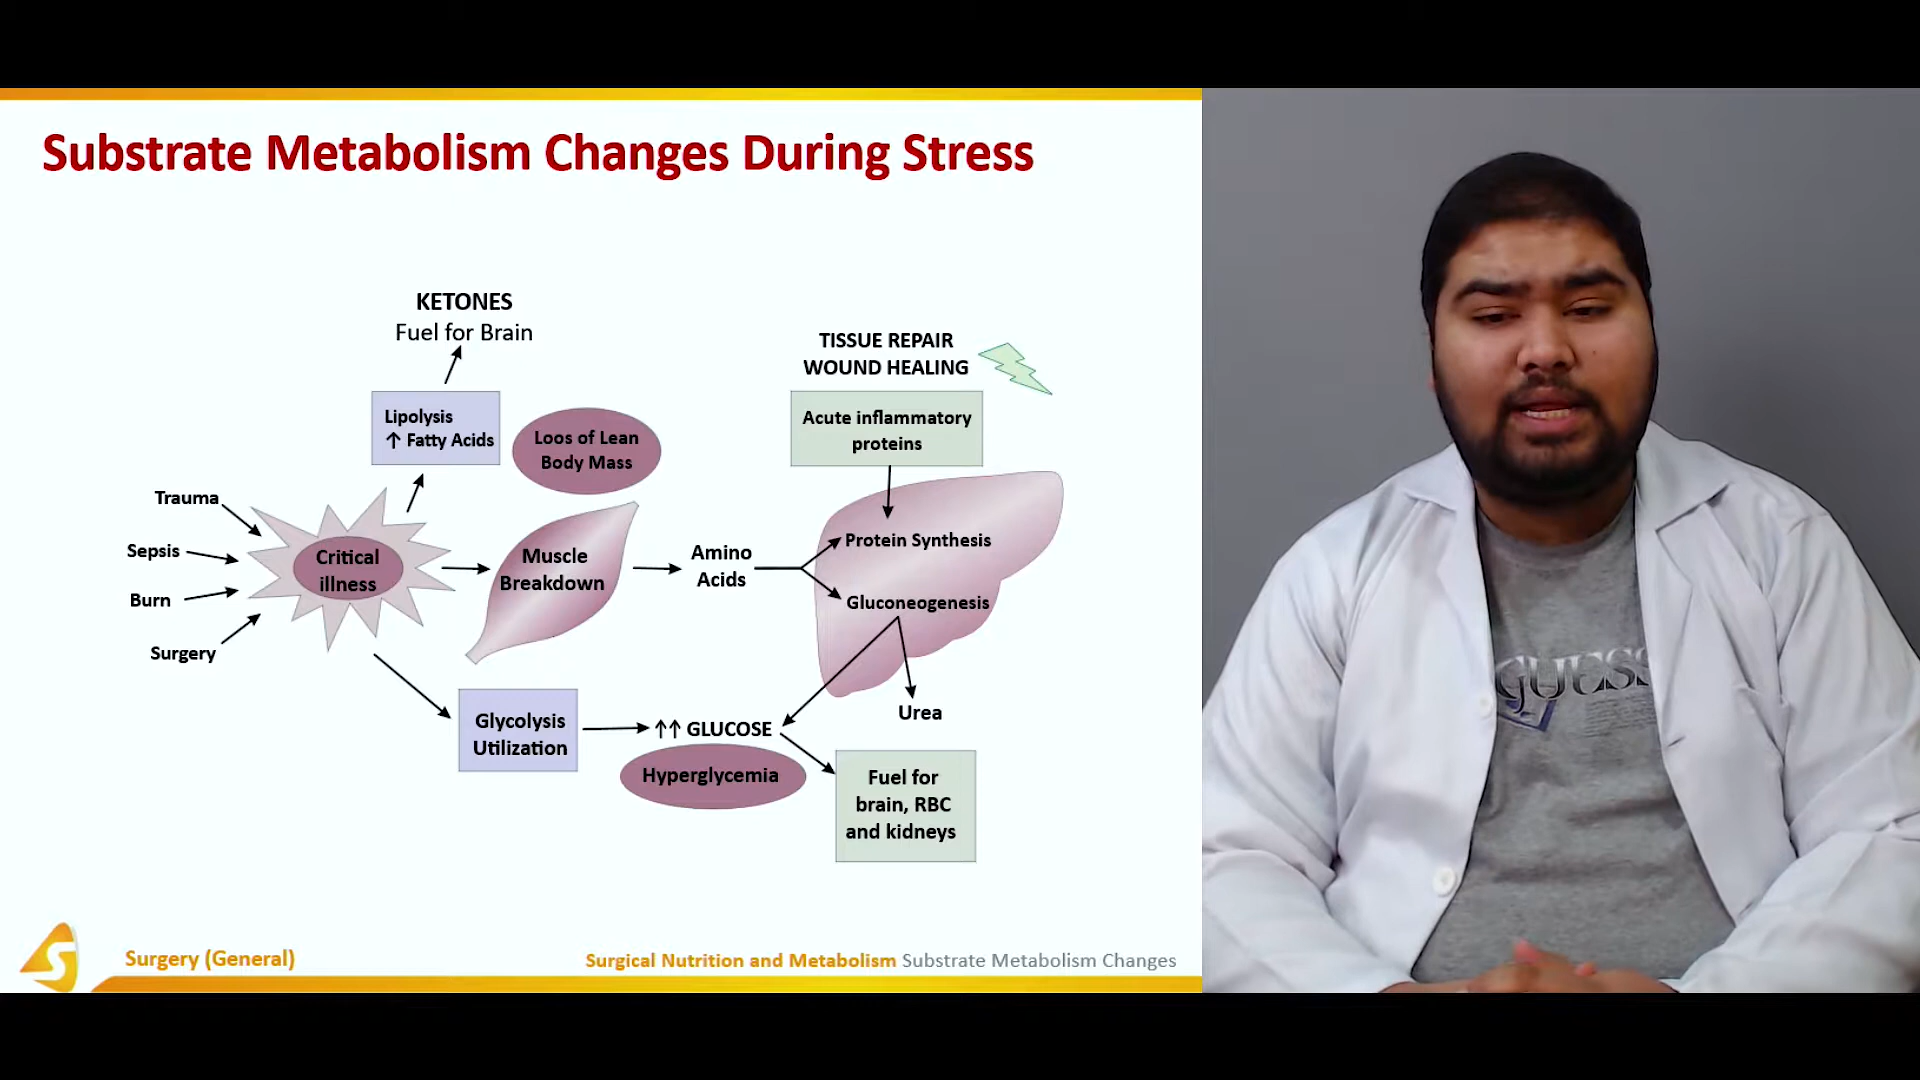 Substrate Metabolism Changes During Stress
KETONES
Fuel for Brain
Lipolysis
↑ Fatty Acids
Loos of Lean
Body Mass
TISSUE REPAIR
WOUND HEALING
Acute inflammatory
proteins
Trauma
Sepsis
Burn
Surgery
Critical
illness
Muscle
Breakdown
Amino
Acids
Protein Synthesis
Gluconeogenesis
Urea
Glycolysis
Utilization
↑↑ GLUCOSE
Hyperglycemia
Fuel for
brain, RBC
and kidneys
Surgery (General)
Surgical Nutrition and Metabolism Substrate Metabolism Changes
GUESS